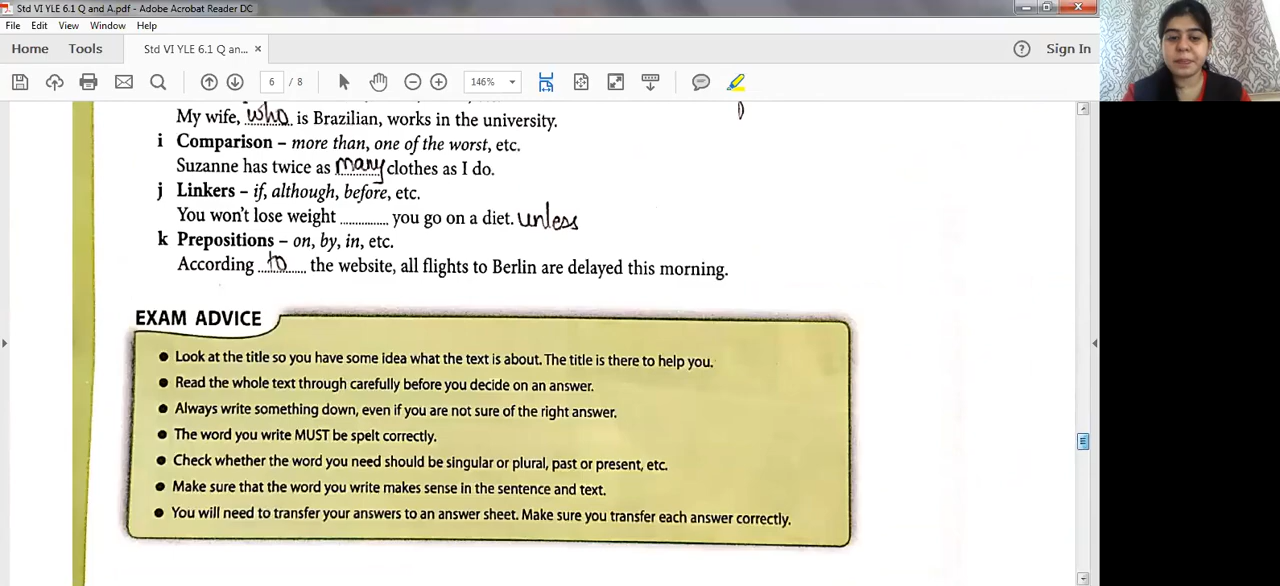 Std VI YLE 6.1 Q and A.pdf - Adobe Acrobat Reader DC
File Edit View Window Help
Home Tools Std VI YLE 6.1 Q an... × Sign In
6 / 8 146%
My wife, who is Brazilian, works in the university.
i Comparison – more than, one of the worst, etc.
Suzanne has twice as many clothes as I do.
j Linkers – if, although, before, etc.
You won't lose weight .............. you go on a diet. unless
k Prepositions – on, by, in, etc.
According to the website, all flights to Berlin are delayed this morning.
EXAM ADVICE
● Look at the title so you have some idea what the text is about. The title is there to help you.
● Read the whole text through carefully before you decide on an answer.
● Always write something down, even if you are not sure of the right answer.
● The word you write MUST be spelt correctly.
● Check whether the word you need should be singular or plural, past or present, etc.
● Make sure that the word you write makes sense in the sentence and text.
● You will need to transfer your answers to an answer sheet. Make sure you transfer each answer correctly.